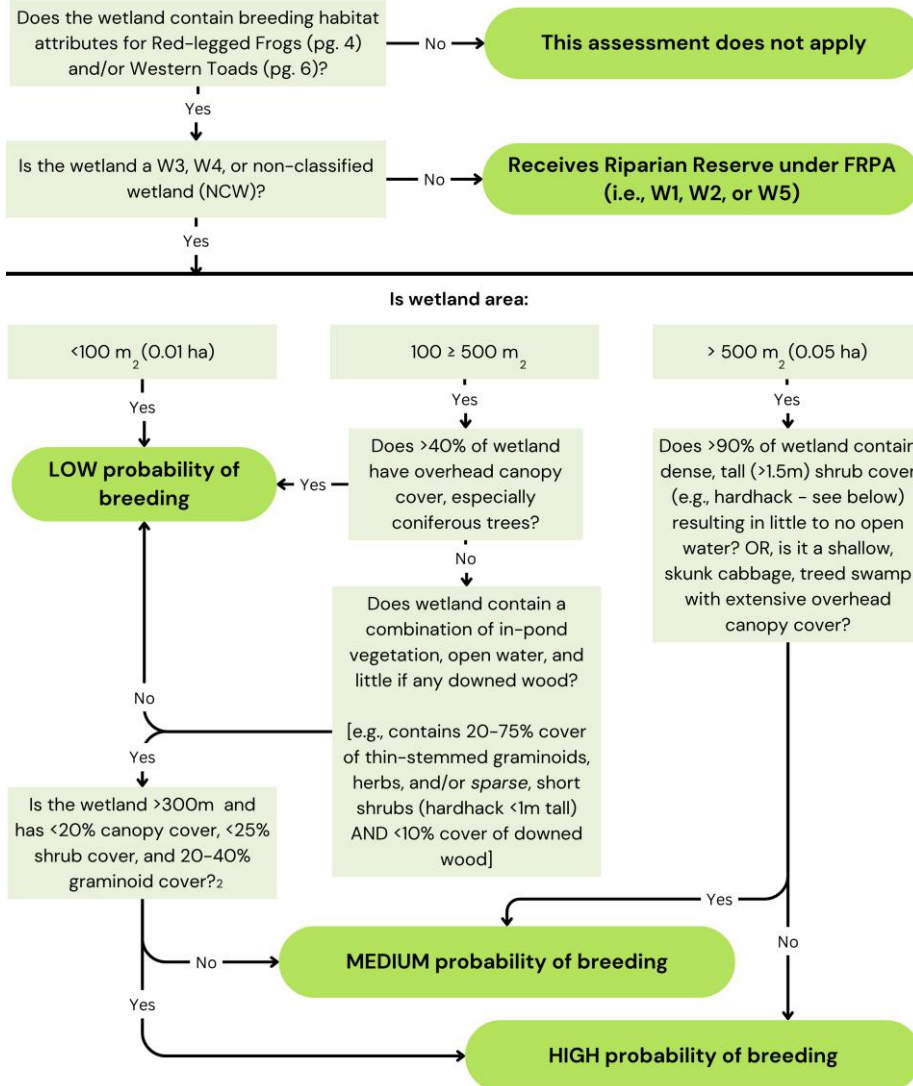 Does the wetland contain breeding habitat
attributes for Red-legged Frogs (pg. 4)
and/or Western Toads (pg. 6)?
No
This assessment does not apply
Yes
Is the wetland a W3, W4, or non-classified
wetland (NCW)?
No
Receives Riparian Reserve under FRPA
(i.e., W1, W2, or W5)
Yes
Is wetland area:
<100 m2 (0.01 ha)
100 ≥ 500 m2
> 500 m2 (0.05 ha)
Yes
Yes
Yes
LOW probability of
breeding
Yes
Does >40% of wetland
have overhead canopy
cover, especially
coniferous trees?
Does >90% of wetland contain
dense, tall (>1.5m) shrub cover
(e.g., hardhack - see below)
resulting in little to no open
water? OR, is it a shallow,
skunk cabbage, treed swamp
with extensive overhead
canopy cover?
No
Does wetland contain a
combination of in-pond
vegetation, open water, and
little if any downed wood?
[e.g., contains 20-75% cover
of thin-stemmed graminoids,
herbs, and/or sparse, short
shrubs (hardhack <1m tall)
AND <10% cover of downed
wood]
No
Yes
Is the wetland >300m and
has <20% canopy cover, <25%
shrub cover, and 20-40%
graminoid cover?2
Yes
No
No
MEDIUM probability of breeding
Yes
HIGH probability of breeding